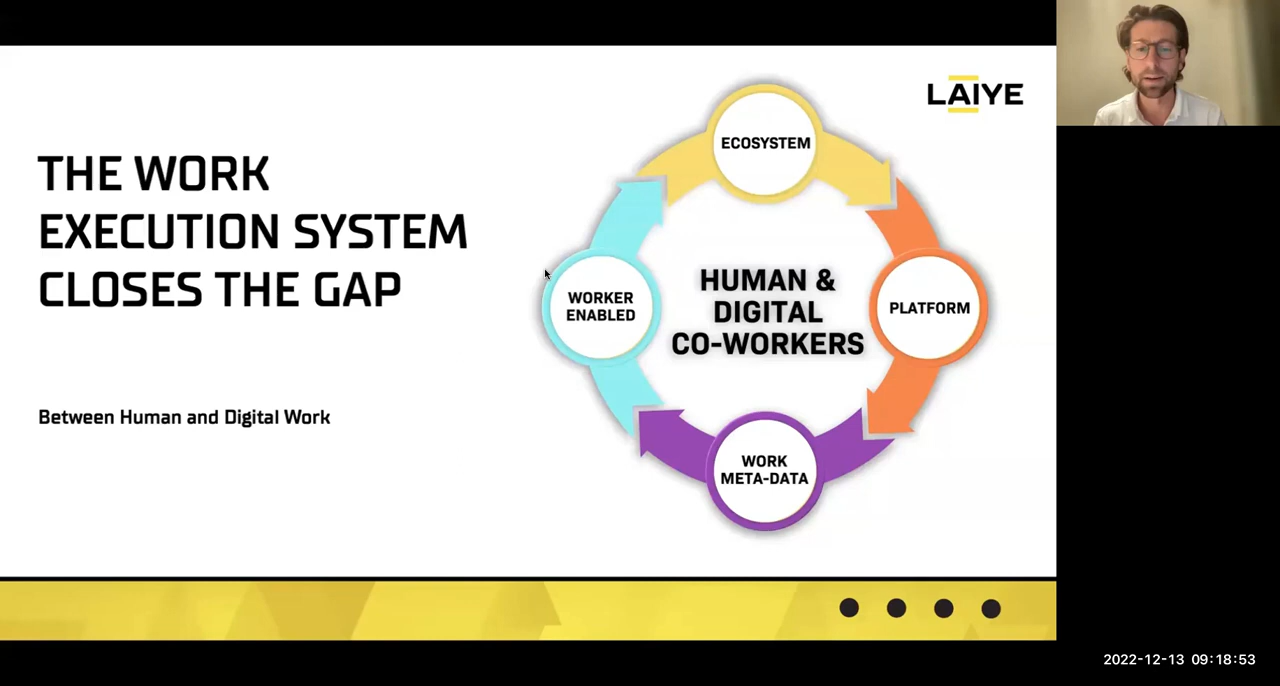 THE WORK
EXECUTION SYSTEM
CLOSES THE GAP
Between Human and Digital Work
LAIYE
ECOSYSTEM
WORKER
ENABLED
HUMAN &
DIGITAL
CO-WORKERS
PLATFORM
WORK
META-DATA
2022-12-13 09:18:53